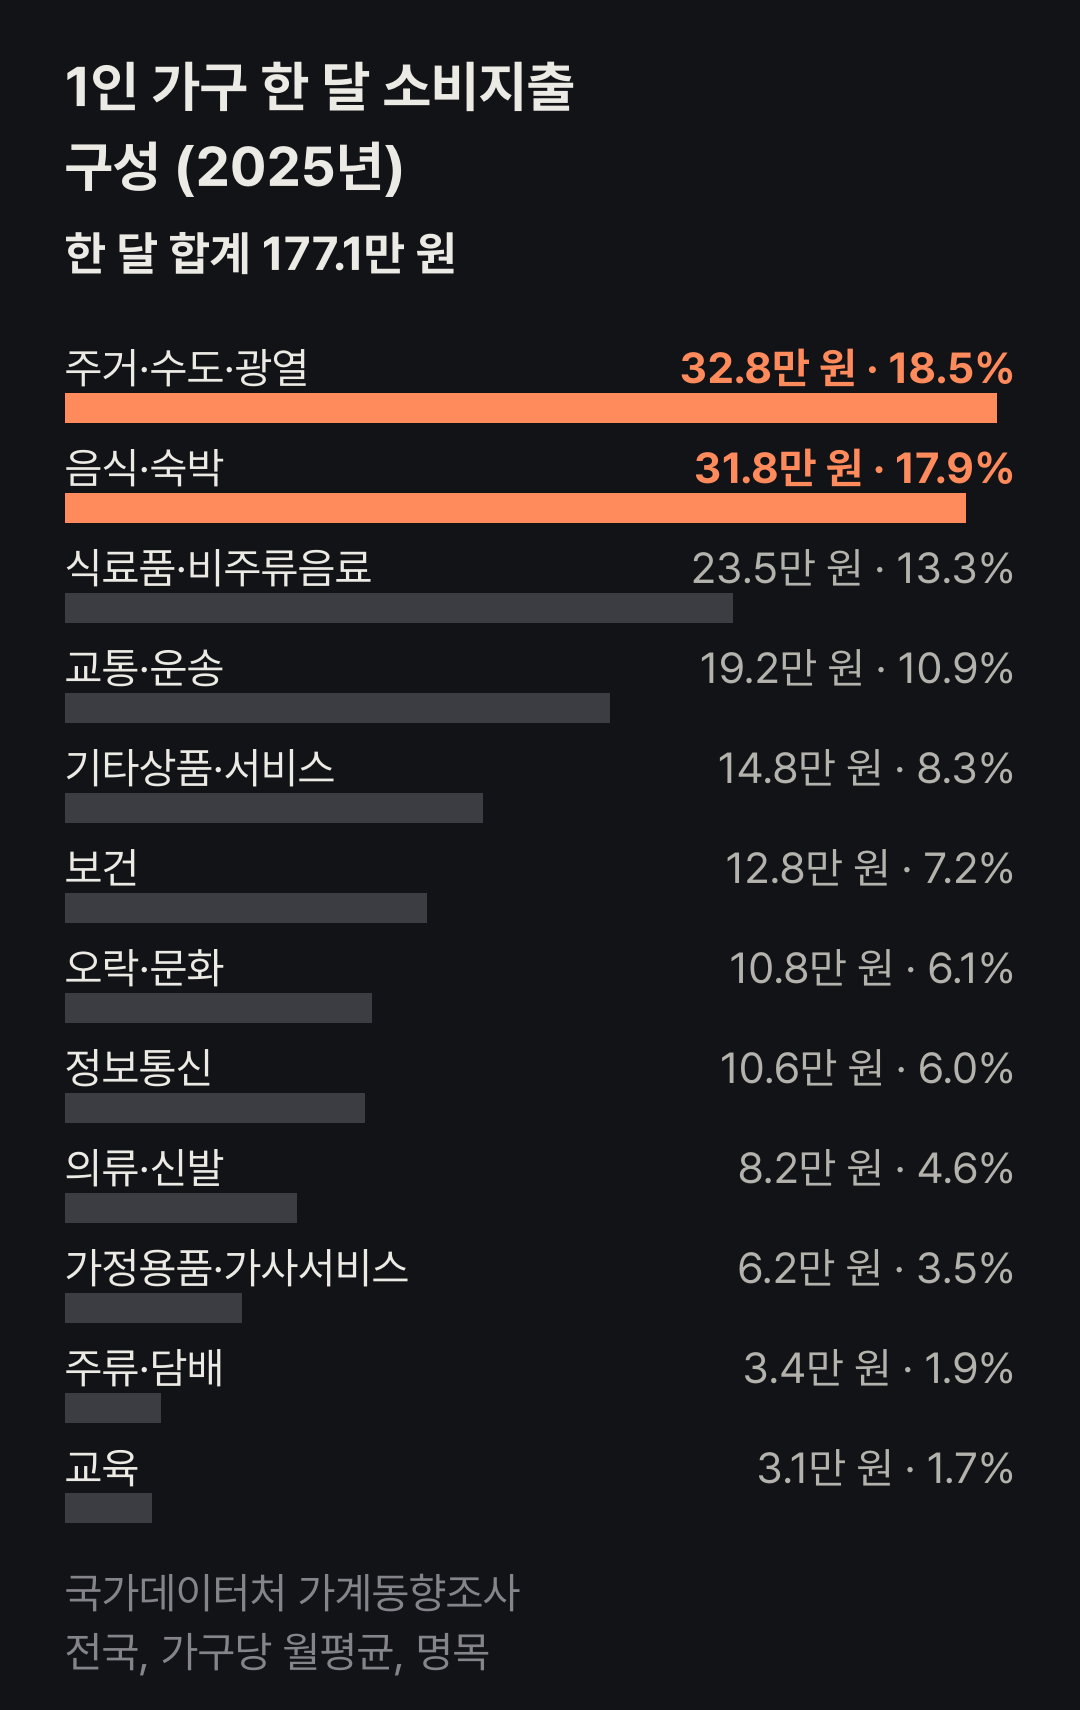 1인 가구 한 달 소비지출
구성 (2025년)
한 달 합계 177.1만 원
주거·수도·광열 32.8만 원 · 18.5%
음식·숙박 31.8만 원 · 17.9%
식료품·비주류음료 23.5만 원 · 13.3%
교통·운송 19.2만 원 · 10.9%
기타상품·서비스 14.8만 원 · 8.3%
보건 12.8만 원 · 7.2%
오락·문화 10.8만 원 · 6.1%
정보통신 10.6만 원 · 6.0%
의류·신발 8.2만 원 · 4.6%
가정용품·가사서비스 6.2만 원 · 3.5%
주류·담배 3.4만 원 · 1.9%
교육 3.1만 원 · 1.7%
국가데이터처 가계동향조사
전국, 가구당 월평균, 명목